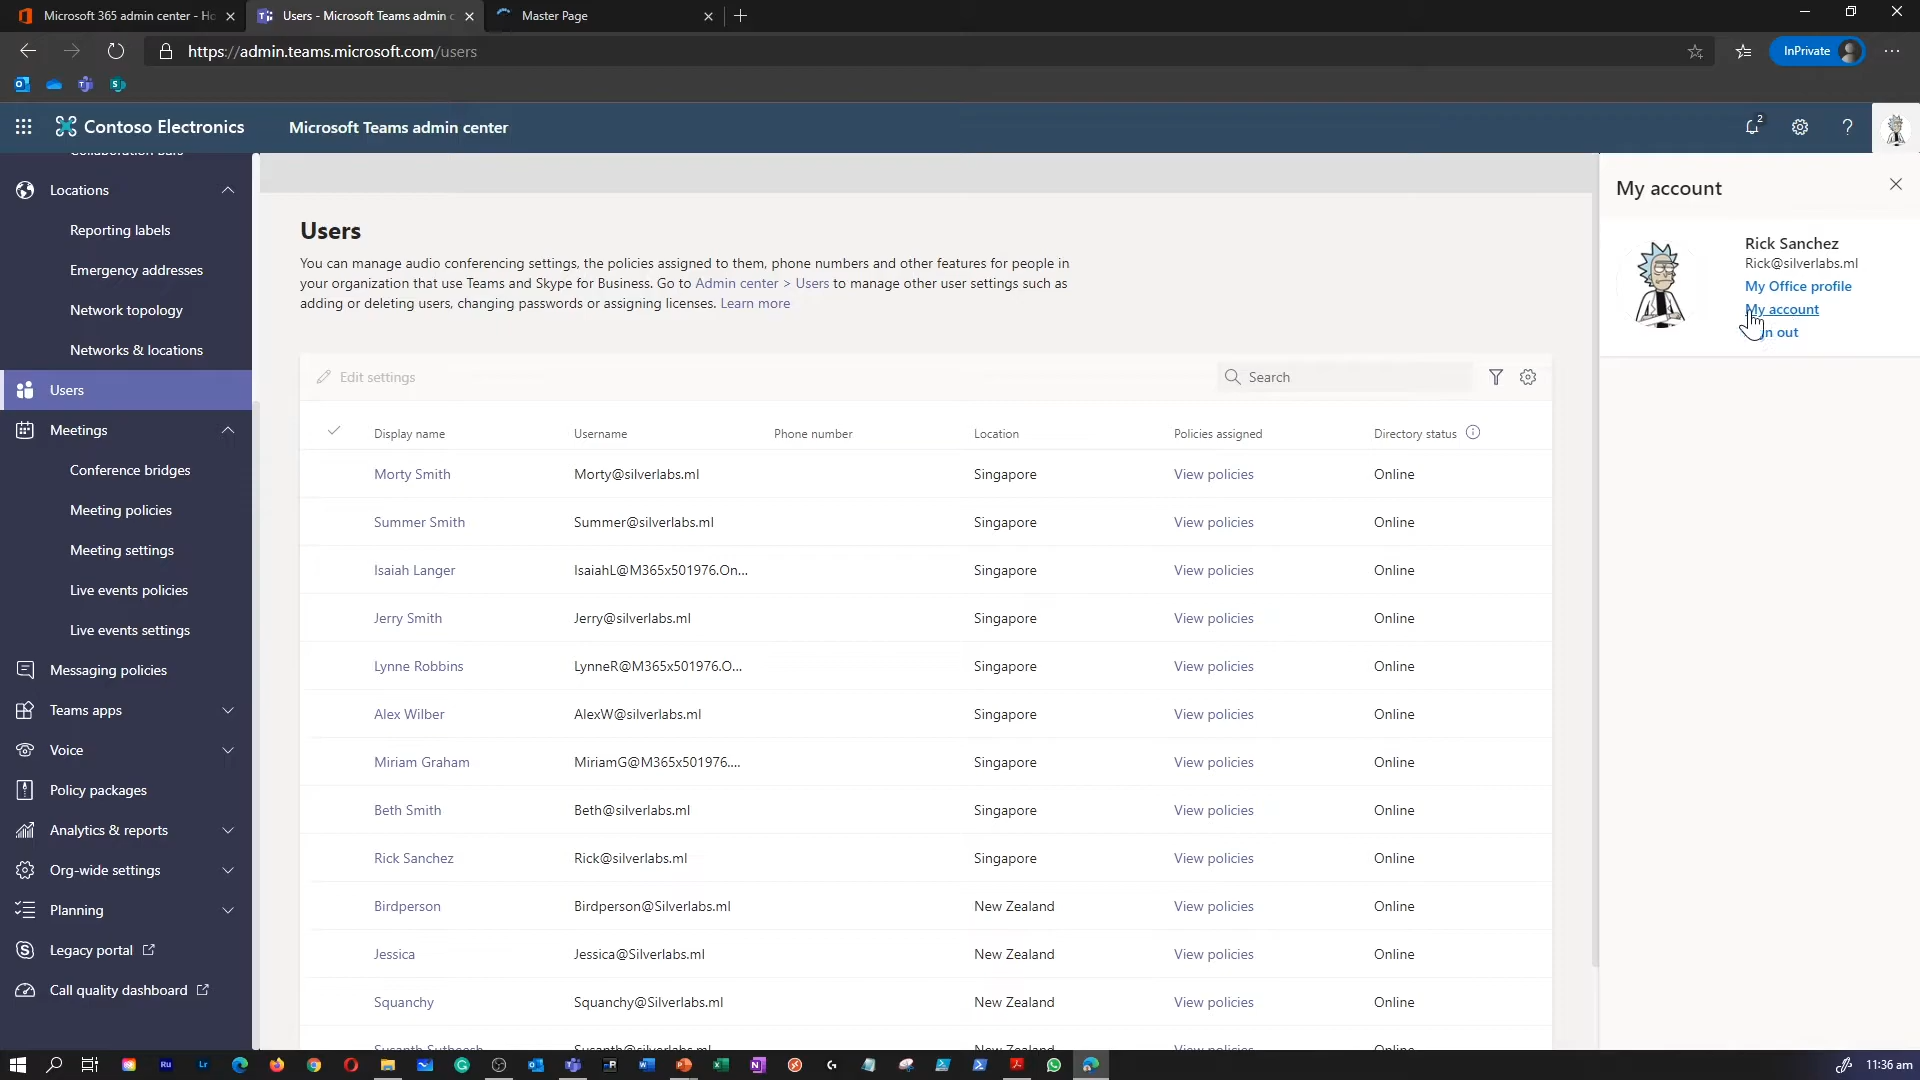 Microsoft 365 admin center - Ho
Users - Microsoft Teams admin c
Master Page
https://admin.teams.microsoft.com/users
InPrivate
Contoso Electronics
Microsoft Teams admin center
2
?
Collaboration bars
Locations
Reporting labels
Emergency addresses
Network topology
Networks & locations
Users
Meetings
Conference bridges
Meeting policies
Meeting settings
Live events policies
Live events settings
Messaging policies
Teams apps
Voice
Policy packages
Analytics & reports
Org-wide settings
Planning
Legacy portal
Call quality dashboard
Users
You can manage audio conferencing settings, the policies assigned to them, phone numbers and other features for people in
your organization that use Teams and Skype for Business. Go to Admin center > Users to manage other user settings such as
adding or deleting users, changing passwords or assigning licenses. Learn more
Edit settings
Search
Display name Username Phone number Location Policies assigned Directory status
Morty Smith Morty@silverlabs.ml Singapore View policies Online
Summer Smith Summer@silverlabs.ml Singapore View policies Online
Isaiah Langer IsaiahL@M365x501976.On... Singapore View policies Online
Jerry Smith Jerry@silverlabs.ml Singapore View policies Online
Lynne Robbins LynneR@M365x501976.O... Singapore View policies Online
Alex Wilber AlexW@silverlabs.ml Singapore View policies Online
Miriam Graham MiriamG@M365x501976.... Singapore View policies Online
Beth Smith Beth@silverlabs.ml Singapore View policies Online
Rick Sanchez Rick@silverlabs.ml Singapore View policies Online
Birdperson Birdperson@Silverlabs.ml New Zealand View policies Online
Jessica Jessica@Silverlabs.ml New Zealand View policies Online
Squanchy Squanchy@Silverlabs.ml New Zealand View policies Online
New Zealand View policies Online
My account
Rick Sanchez
Rick@silverlabs.ml
My Office profile
My account
n out
11:36 am